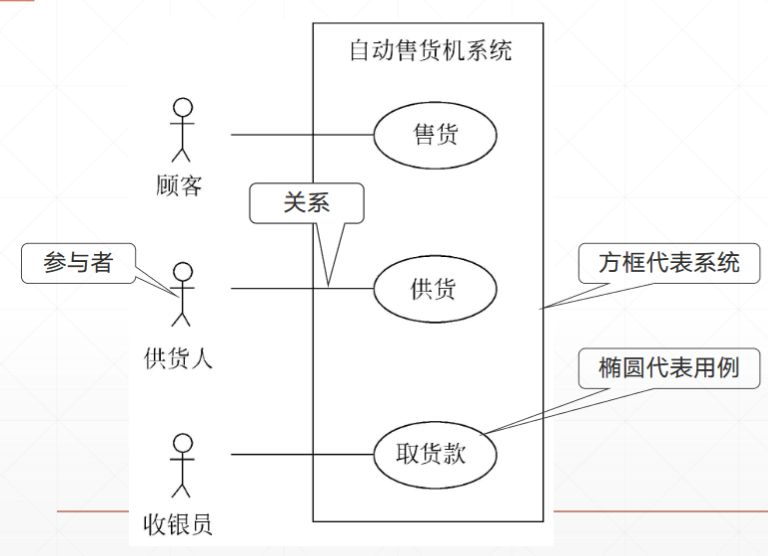 自动售货机系统
售货
顾客
关系
参与者
供货
方框代表系统
供货人
椭圆代表用例
取货款
收银员